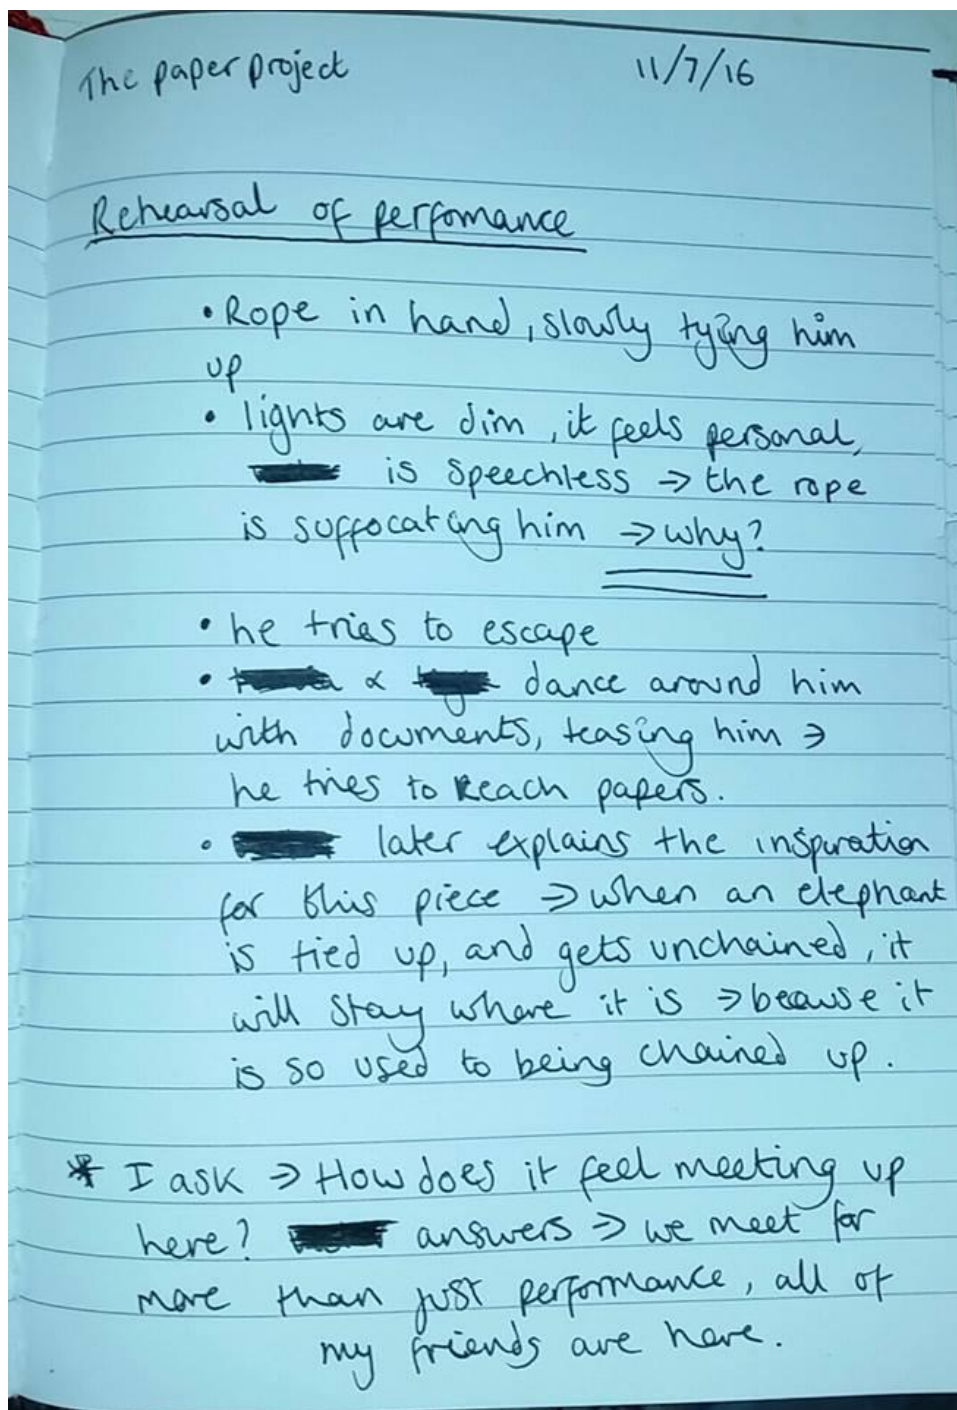 The paper project 11/7/16
Rehearsal of perfomance
• Rope in hand, slowly tying him
up
• lights are dim, it feels personal,
is speechless → the rope
is suffocating him → why?
• he tries to escape
• & dance around him
with documents, teasing him →
he tries to reach papers.
• later explains the inspiration
for this piece → when an elephant
is tied up, and gets unchained, it
will stay where it is → because it
is so used to being chained up.
* I ask → How does it feel meeting up
here? answers → we meet for
more than just performance, all of
my friends are here.